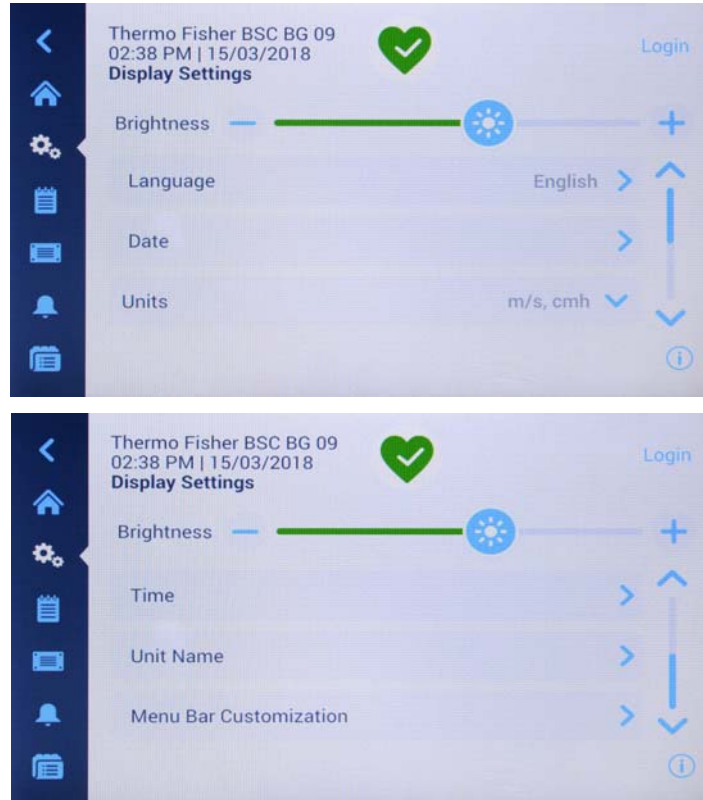 Thermo Fisher BSC BG 09
02:38 PM | 15/03/2018
Login
Display Settings
Brightness
Language English
Date
Units m/s, cmh
Thermo Fisher BSC BG 09
02:38 PM | 15/03/2018
Login
Display Settings
Brightness
Time
Unit Name
Menu Bar Customization